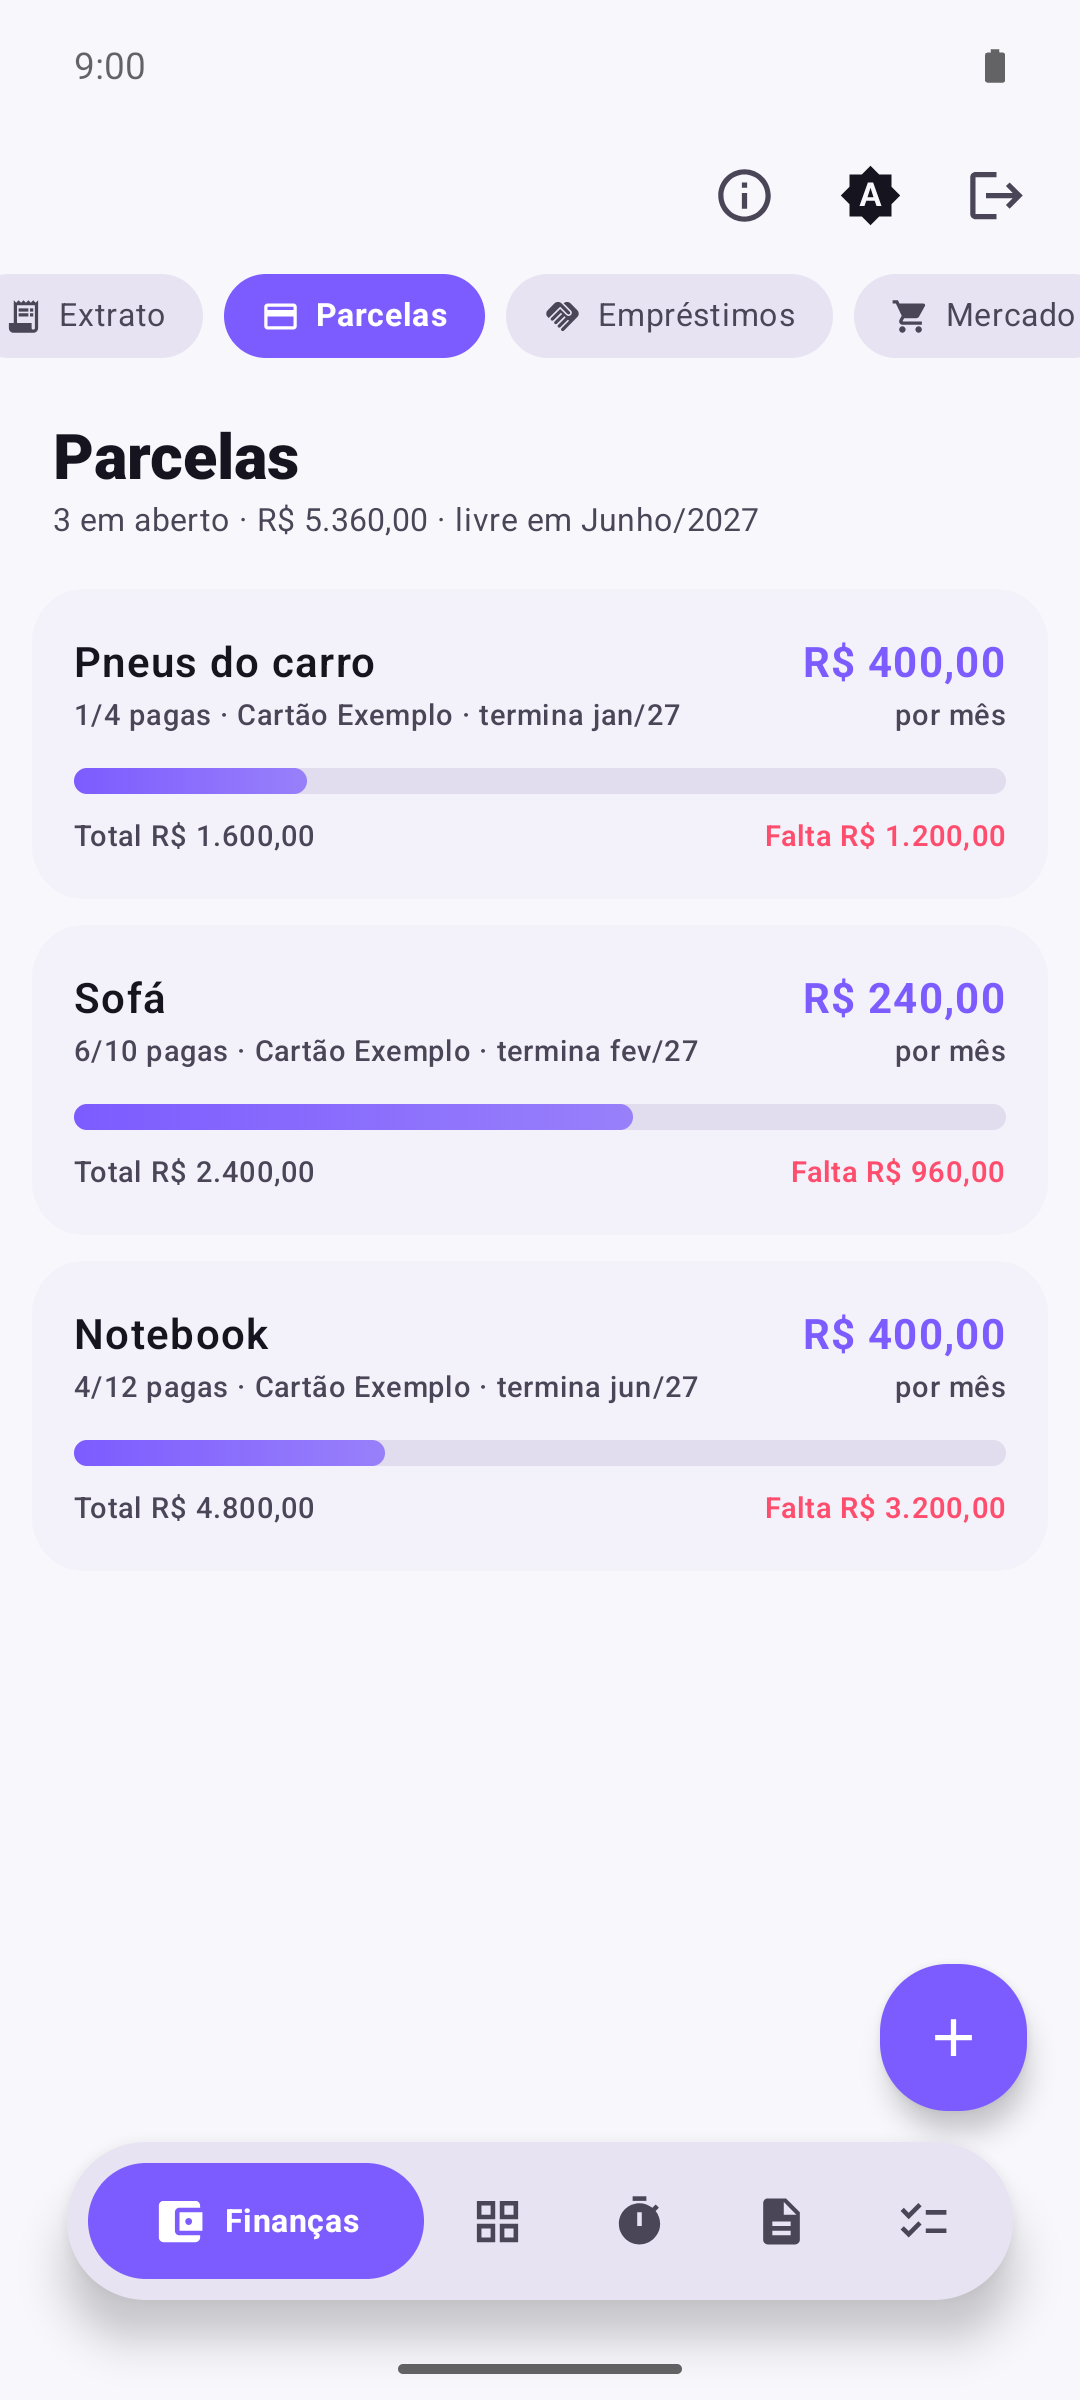 9:00
A
Extrato
Parcelas
Empréstimos
Mercado
Parcelas
3 em aberto · R$ 5.360,00 · livre em Junho/2027
Pneus do carro
R$ 400,00
1/4 pagas · Cartão Exemplo · termina jan/27
por mês
Total R$ 1.600,00
Falta R$ 1.200,00
Sofá
R$ 240,00
6/10 pagas · Cartão Exemplo · termina fev/27
por mês
Total R$ 2.400,00
Falta R$ 960,00
Notebook
R$ 400,00
4/12 pagas · Cartão Exemplo · termina jun/27
por mês
Total R$ 4.800,00
Falta R$ 3.200,00
Finanças